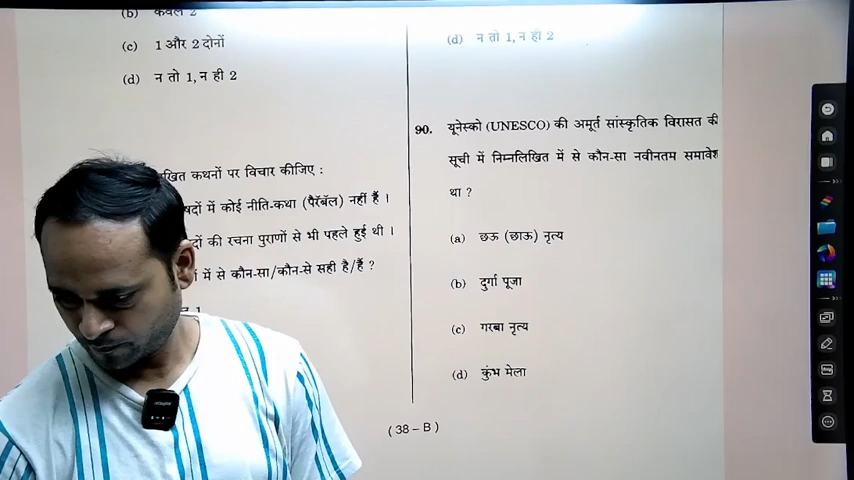 (b) केवल 2
(c) 1 और 2 दोनों
(d) न तो 1, न ही 2
कथनों पर विचार कीजिए :
में कोई नीति-कथा (पैरॅबॅल) नहीं हैं ।
की रचना पुराणों से भी पहले हुई थी ।
में से कौन-सा/कौन-से सही है/हैं ?
1
(d) न तो 1, न ही 2
90. यूनेस्को (UNESCO) की अमूर्त सांस्कृतिक विरासत की
सूची में निम्नलिखित में से कौन-सा नवीनतम समावेश
था ?
(a) छऊ (छाऊ) नृत्य
(b) दुर्गा पूजा
(c) गरबा नृत्य
(d) कुंभ मेला
( 38 – B )